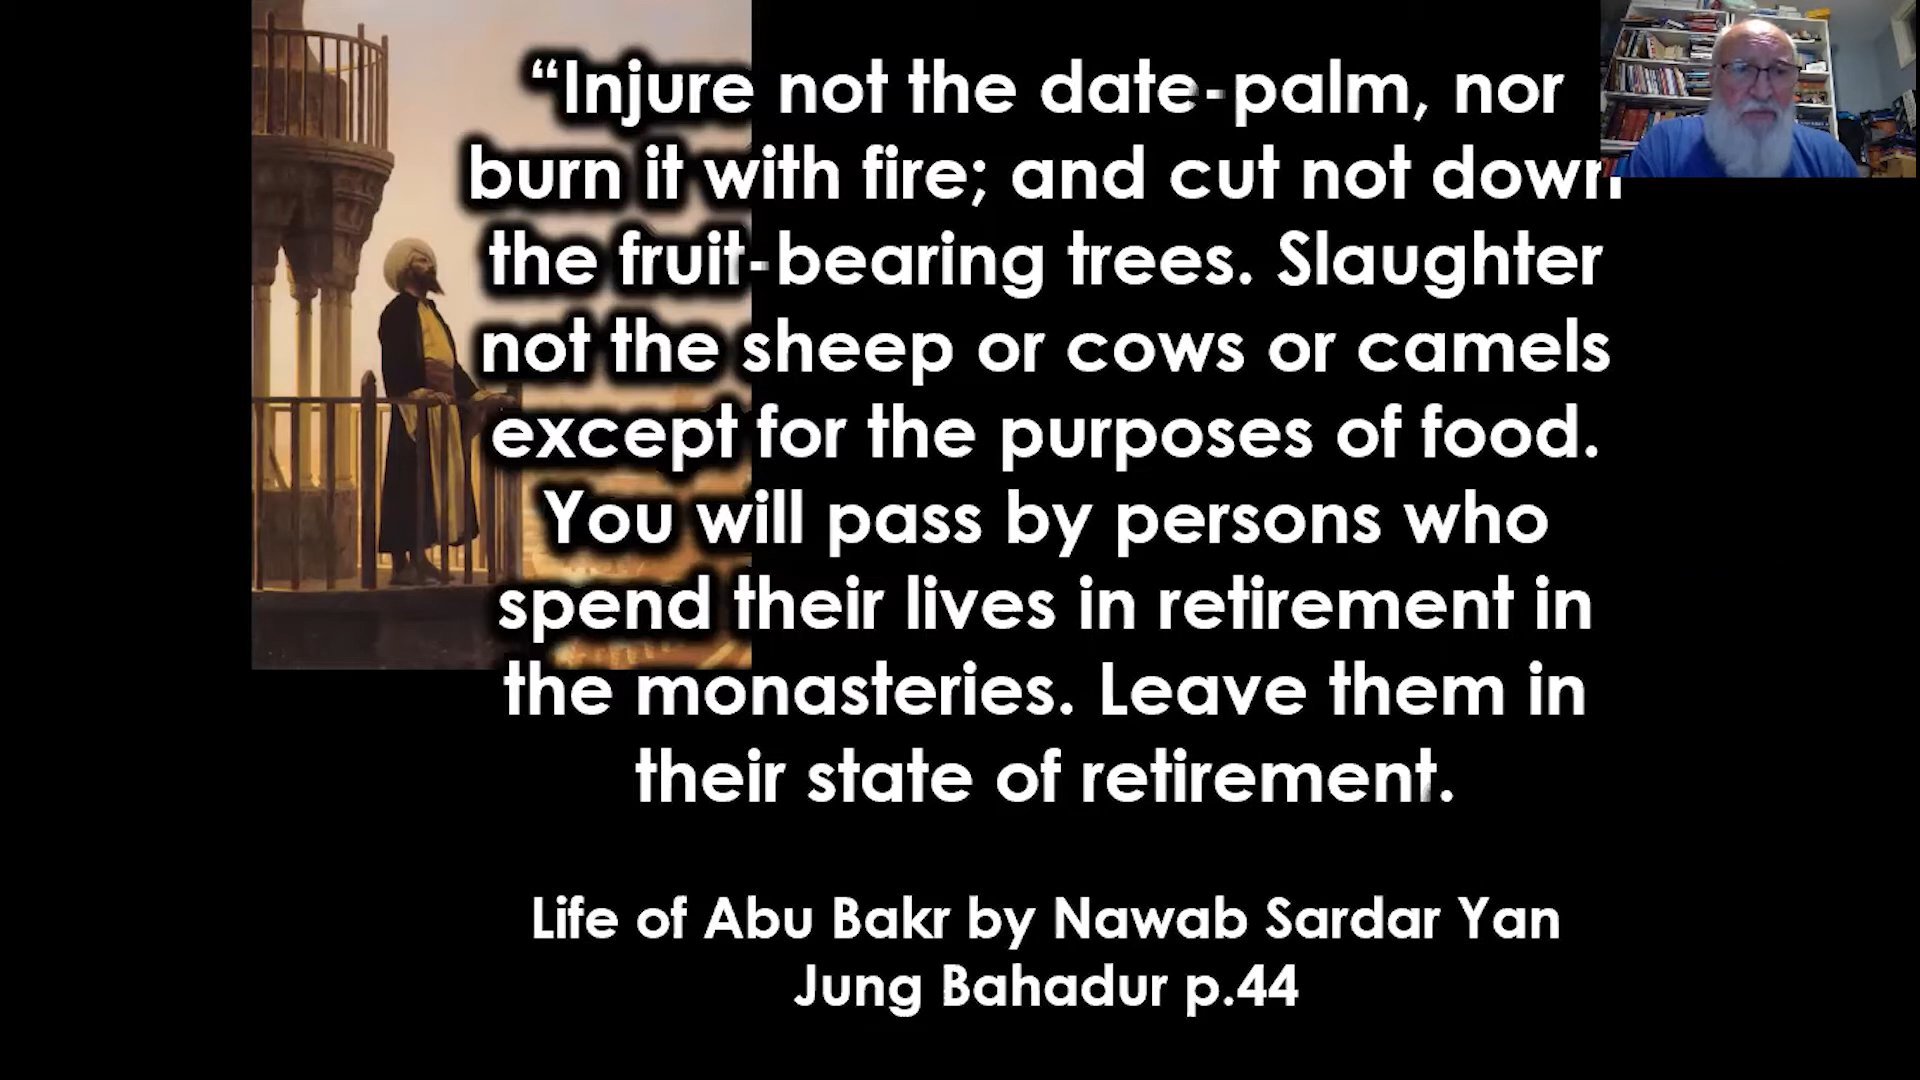 “Injure not the date-palm, nor
burn it with fire; and cut not down
the fruit-bearing trees. Slaughter
not the sheep or cows or camels
except for the purposes of food.
You will pass by persons who
spend their lives in retirement in
the monasteries. Leave them in
their state of retirement.
Life of Abu Bakr by Nawab Sardar Yan
Jung Bahadur p.44